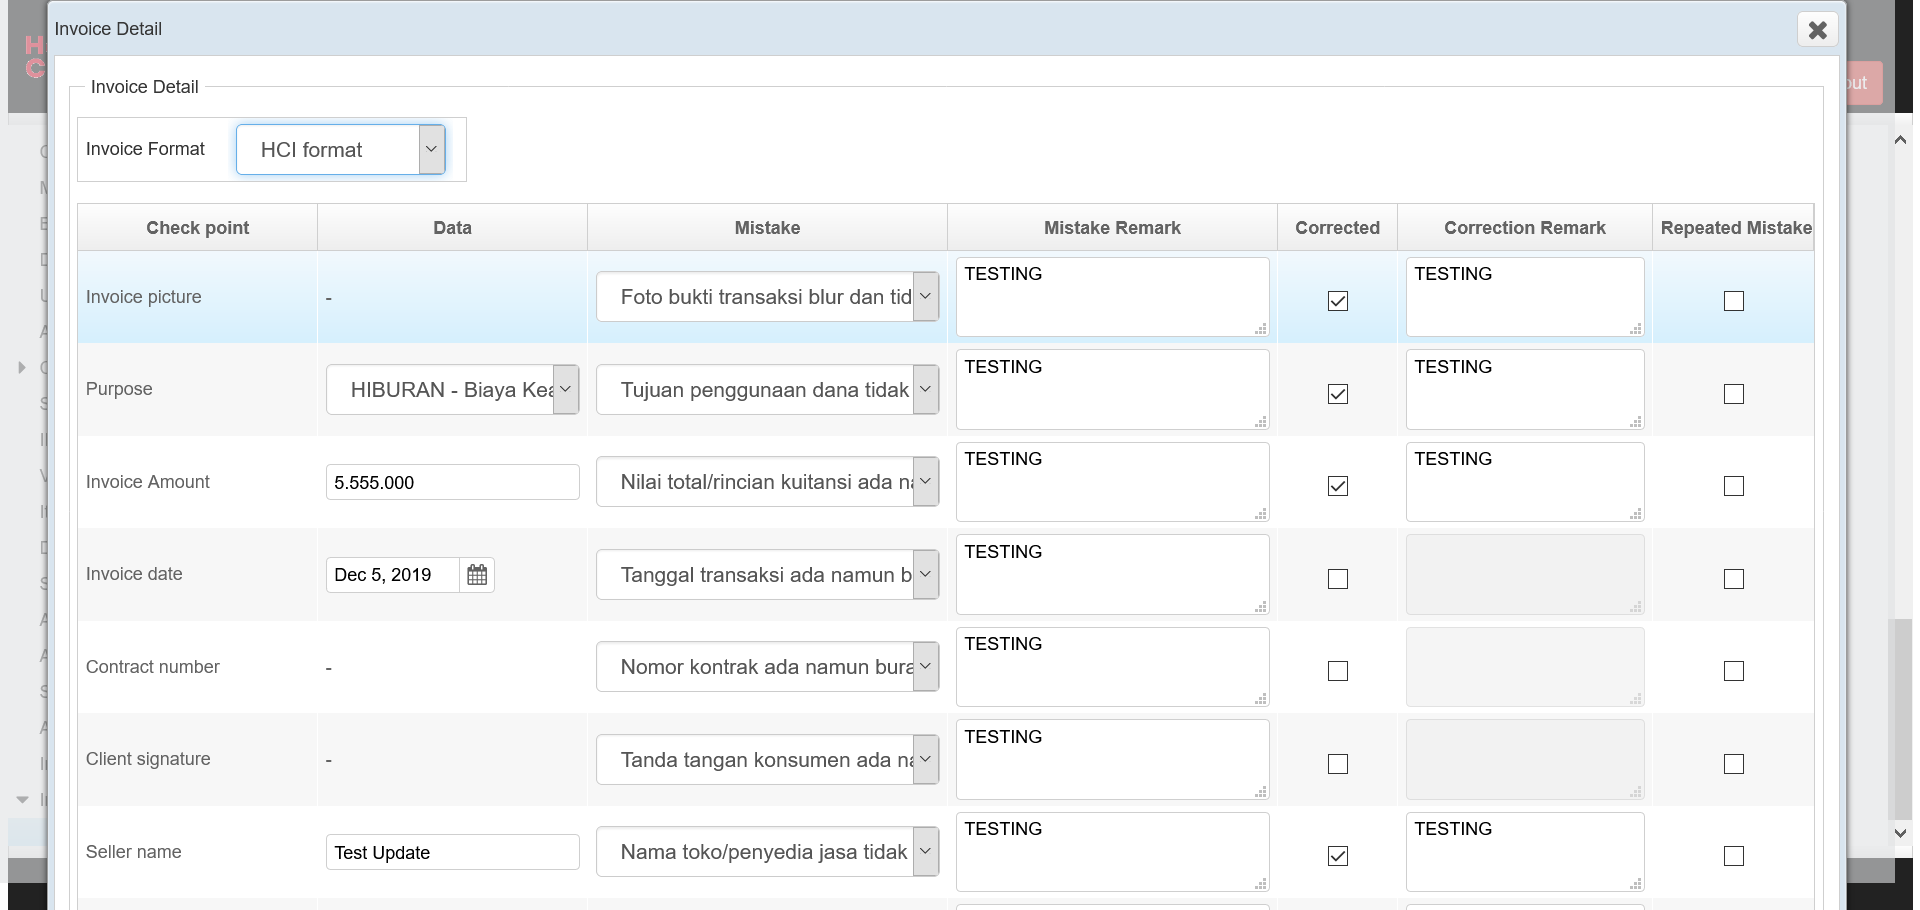 Invoice Detail
Invoice Detail
Invoice Format HCI format
Check point Data Mistake Mistake Remark Corrected Correction Remark Repeated Mistake
Invoice picture - Foto bukti transaksi blur dan tid TESTING TESTING
Purpose HIBURAN - Biaya Kea Tujuan penggunaan dana tidak TESTING TESTING
Invoice Amount 5.555.000 Nilai total/rincian kuitansi ada na TESTING TESTING
Invoice date Dec 5, 2019 Tanggal transaksi ada namun b TESTING
Contract number - Nomor kontrak ada namun bura TESTING
Client signature - Tanda tangan konsumen ada na TESTING
Seller name Test Update Nama toko/penyedia jasa tidak TESTING TESTING